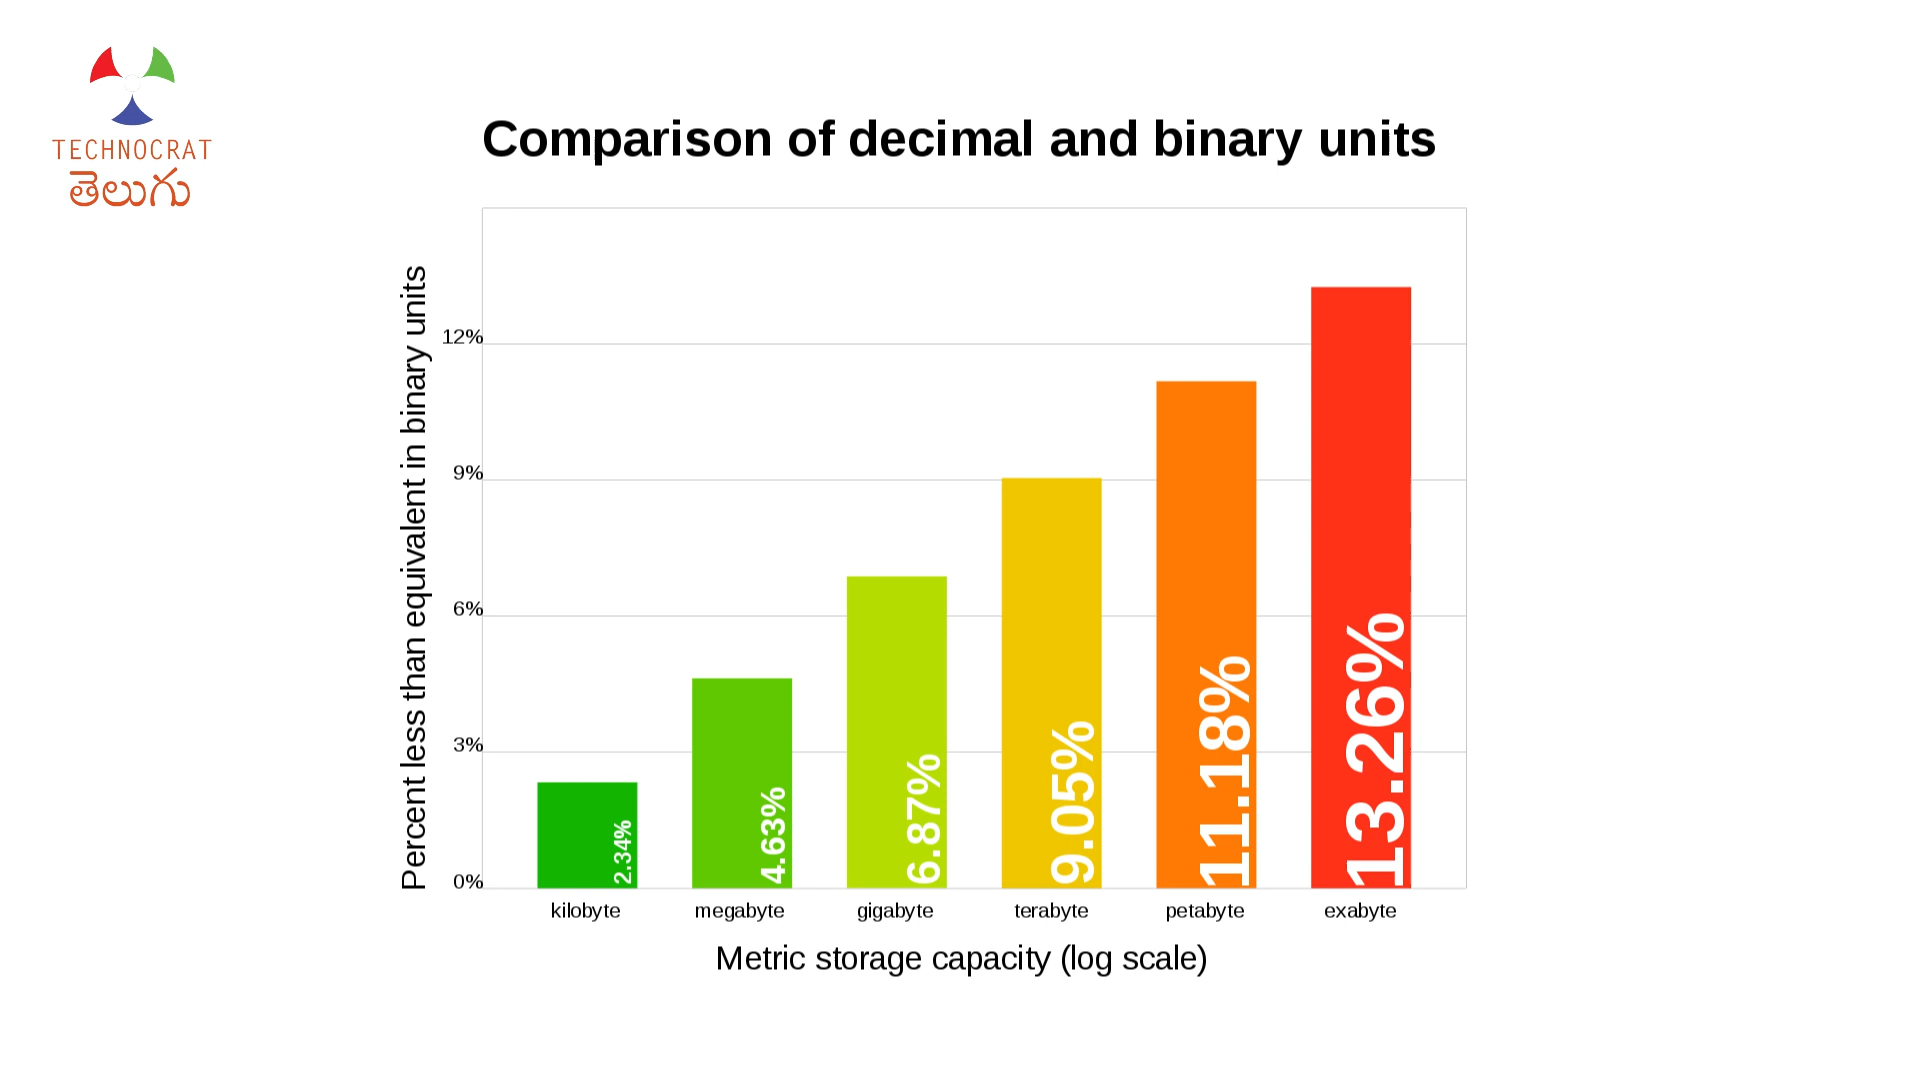 TECHNOCRAT
తెలుగు
Comparison of decimal and binary units
Percent less than equivalent in binary units
12%
9%
6%
3%
0%
2.34%
4.63%
6.87%
9.05%
11.18%
13.26%
kilobyte
megabyte
gigabyte
terabyte
petabyte
exabyte
Metric storage capacity (log scale)